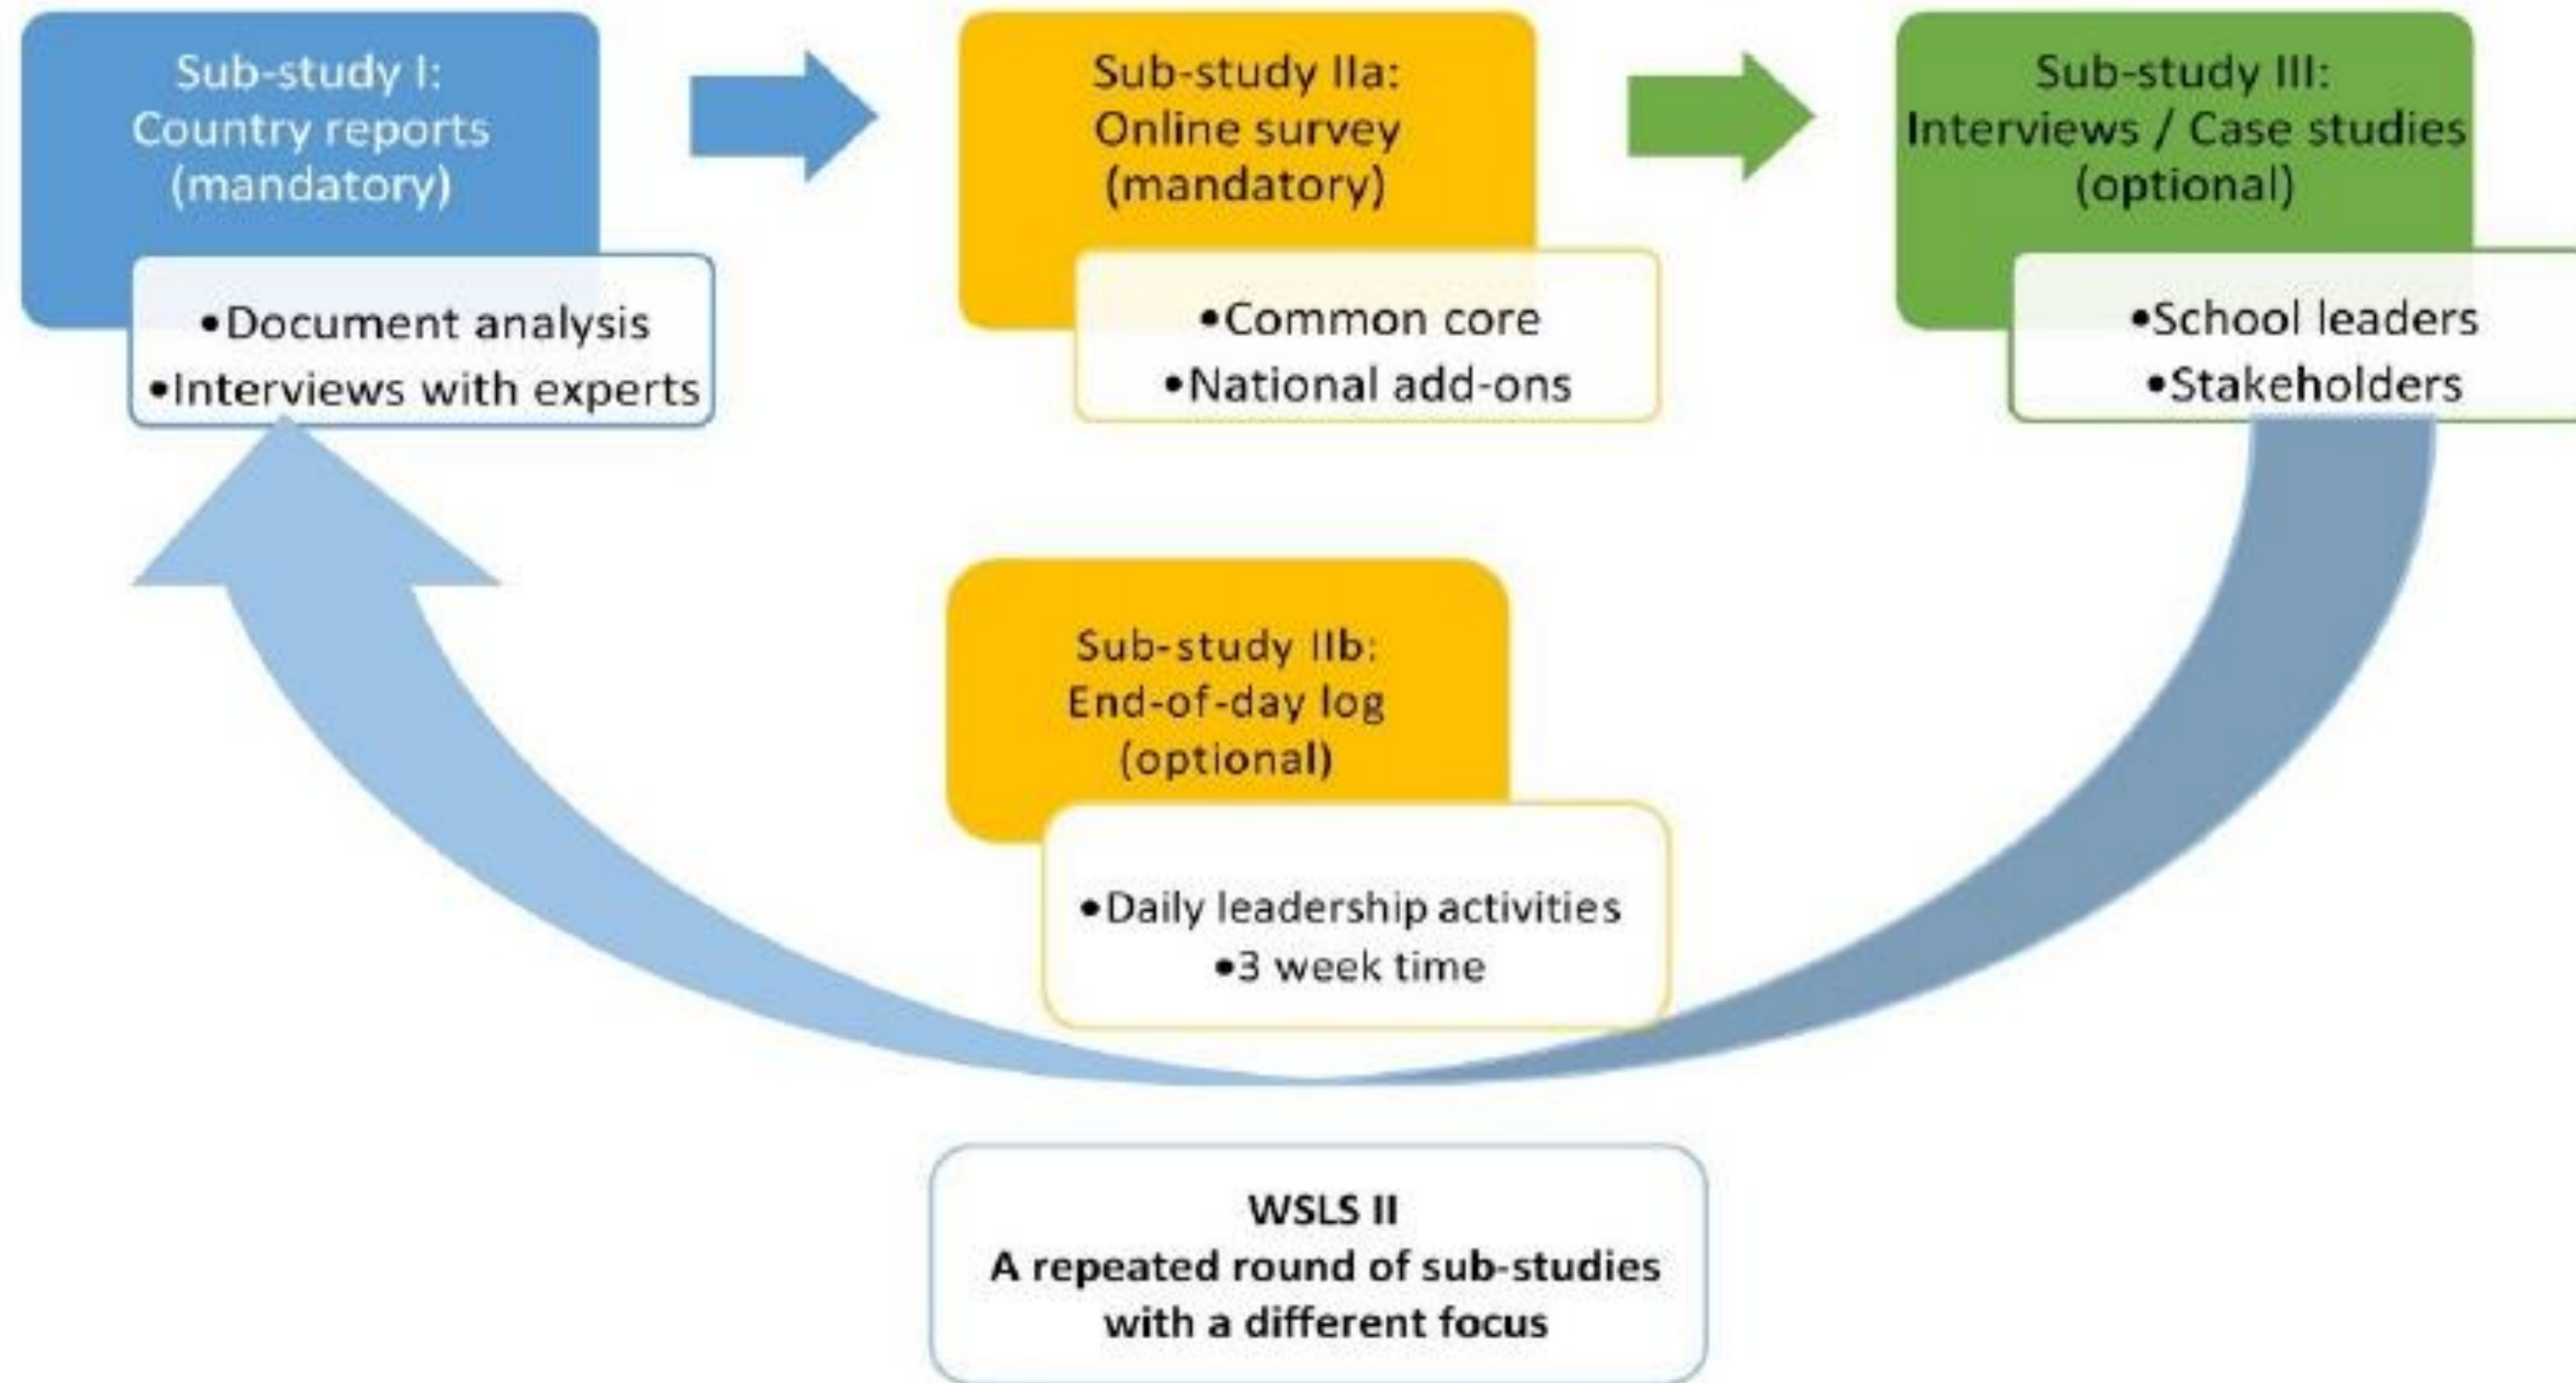 Sub-study I:
Country reports
(mandatory)
•Document analysis
•Interviews with experts
Sub-study IIa:
Online survey
(mandatory)
•Common core
•National add-ons
Sub-study III:
Interviews / Case studies
(optional)
•School leaders
•Stakeholders
Sub-study IIb:
End-of-day log
(optional)
•Daily leadership activities
•3 week time
WSLS II
A repeated round of sub-studies
with a different focus